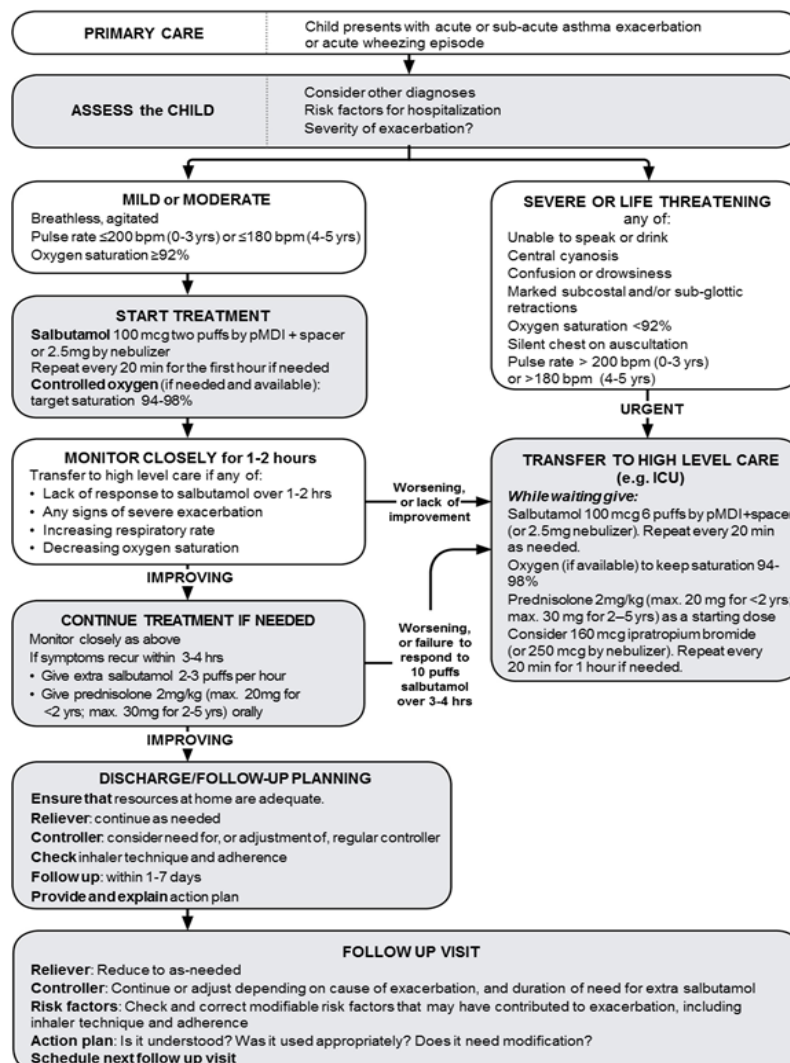 PRIMARY CARE
Child presents with acute or sub-acute asthma exacerbation
or acute wheezing episode
ASSESS the CHILD
Consider other diagnoses
Risk factors for hospitalization
Severity of exacerbation?
MILD or MODERATE
Breathless, agitated
Pulse rate ≤200 bpm (0-3 yrs) or ≤180 bpm (4-5 yrs)
Oxygen saturation ≥92%
SEVERE OR LIFE THREATENING
any of:
Unable to speak or drink
Central cyanosis
Confusion or drowsiness
Marked subcostal and/or sub-glottic
retractions
Oxygen saturation <92%
Silent chest on auscultation
Pulse rate > 200 bpm (0-3 yrs)
or >180 bpm (4-5 yrs)
START TREATMENT
Salbutamol 100 mcg two puffs by pMDI + spacer
or 2.5mg by nebulizer
Repeat every 20 min for the first hour if needed
Controlled oxygen (if needed and available):
target saturation 94-98%
URGENT
MONITOR CLOSELY for 1-2 hours
Transfer to high level care if any of:
• Lack of response to salbutamol over 1-2 hrs
• Any signs of severe exacerbation
• Increasing respiratory rate
• Decreasing oxygen saturation
Worsening,
or lack of
improvement
TRANSFER TO HIGH LEVEL CARE
(e.g. ICU)
While waiting give:
Salbutamol 100 mcg 6 puffs by pMDI+spacer
(or 2.5mg nebulizer). Repeat every 20 min
as needed.
Oxygen (if available) to keep saturation 94-
98%
Prednisolone 2mg/kg (max. 20 mg for <2 yrs;
max. 30 mg for 2–5 yrs) as a starting dose
Consider 160 mcg ipratropium bromide
(or 250 mcg by nebulizer). Repeat every
20 min for 1 hour if needed.
IMPROVING
CONTINUE TREATMENT IF NEEDED
Monitor closely as above
If symptoms recur within 3-4 hrs
• Give extra salbutamol 2-3 puffs per hour
• Give prednisolone 2mg/kg (max. 20mg for
<2 yrs; max. 30mg for 2-5 yrs) orally
Worsening,
or failure to
respond to
10 puffs
salbutamol
over 3-4 hrs
IMPROVING
DISCHARGE/FOLLOW-UP PLANNING
Ensure that resources at home are adequate.
Reliever: continue as needed
Controller: consider need for, or adjustment of, regular controller
Check inhaler technique and adherence
Follow up: within 1-7 days
Provide and explain action plan
FOLLOW UP VISIT
Reliever: Reduce to as-needed
Controller: Continue or adjust depending on cause of exacerbation, and duration of need for extra salbutamol
Risk factors: Check and correct modifiable risk factors that may have contributed to exacerbation, including
inhaler technique and adherence
Action plan: Is it understood? Was it used appropriately? Does it need modification?
Schedule next follow up visit